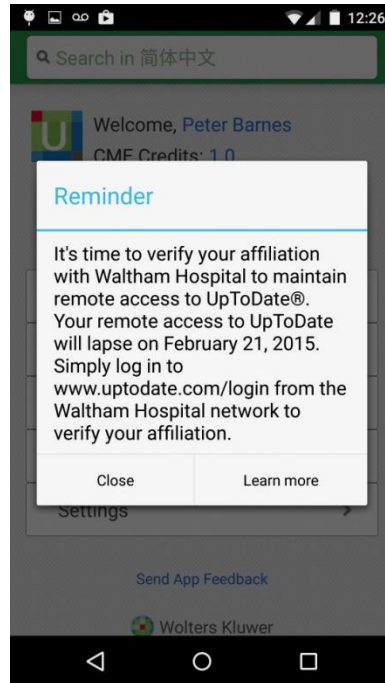 12:26
Search in 简体中文
U
Welcome, Peter Barnes
CME Credits: 1.0
Reminder
It's time to verify your affiliation
with Waltham Hospital to maintain
remote access to UpToDate®.
Your remote access to UpToDate
will lapse on February 21, 2015.
Simply log in to
www.uptodate.com/login from the
Waltham Hospital network to
verify your affiliation.
Close
Learn more
Settings
Send App Feedback
Wolters Kluwer